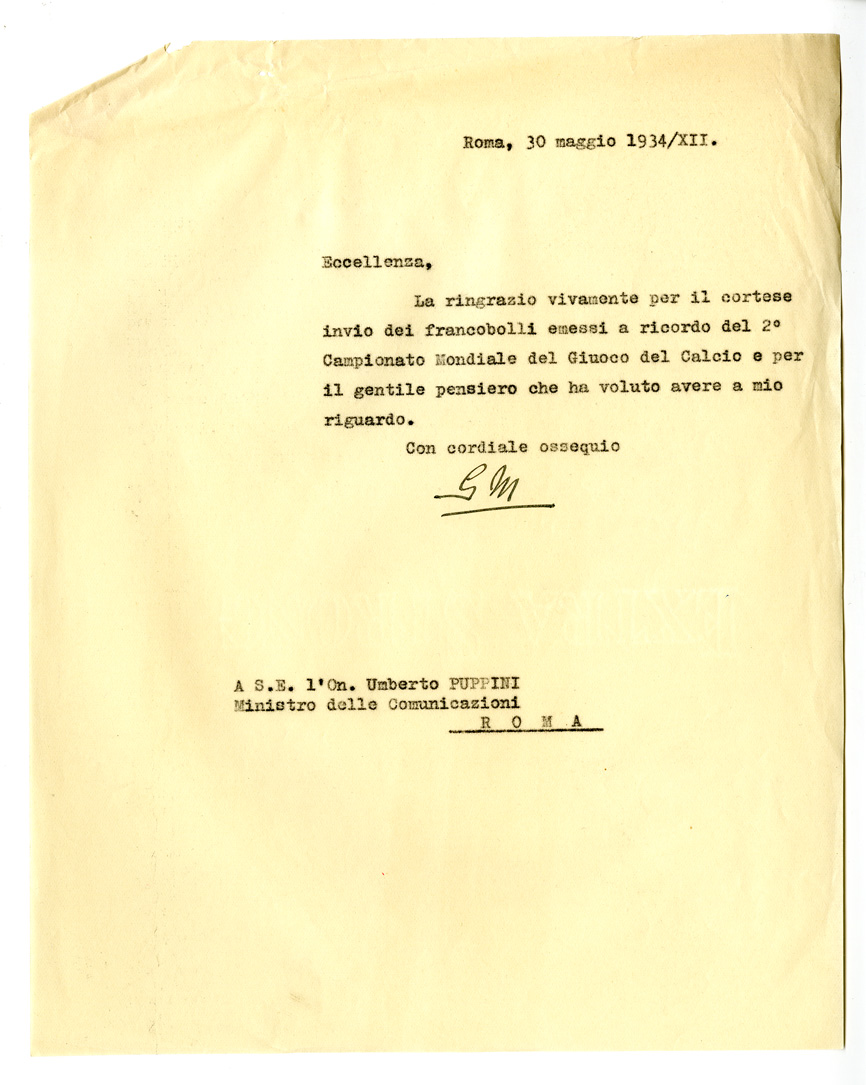 Roma, 30 maggio 1934/XII.
Eccellenza,
La ringrazio vivamente per il cortese
invio dei francobolli emessi a ricordo del 2º
Campionato Mondiale del Giuoco del Calcio e per
il gentile pensiero che ha voluto avere a mio
riguardo.
Con cordiale ossequio
G M
A S.E. l'On. Umberto PUPPINI
Ministro delle Comunicazioni
R O M A